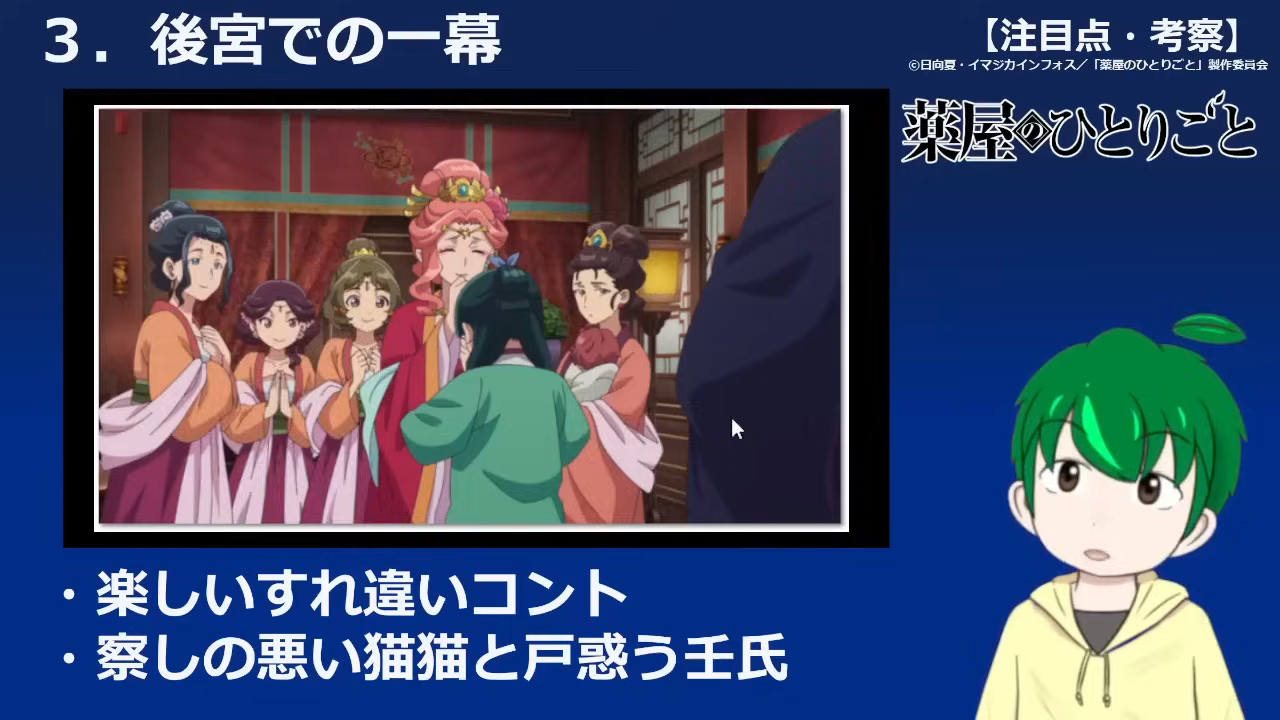 3．後宮での一幕
【注目点・考察】
©日向夏・イマジカインフォス／「薬屋のひとりごと」製作委員会
薬屋のひとりごと
・楽しいすれ違いコント
・察しの悪い猫猫と戸惑う壬氏